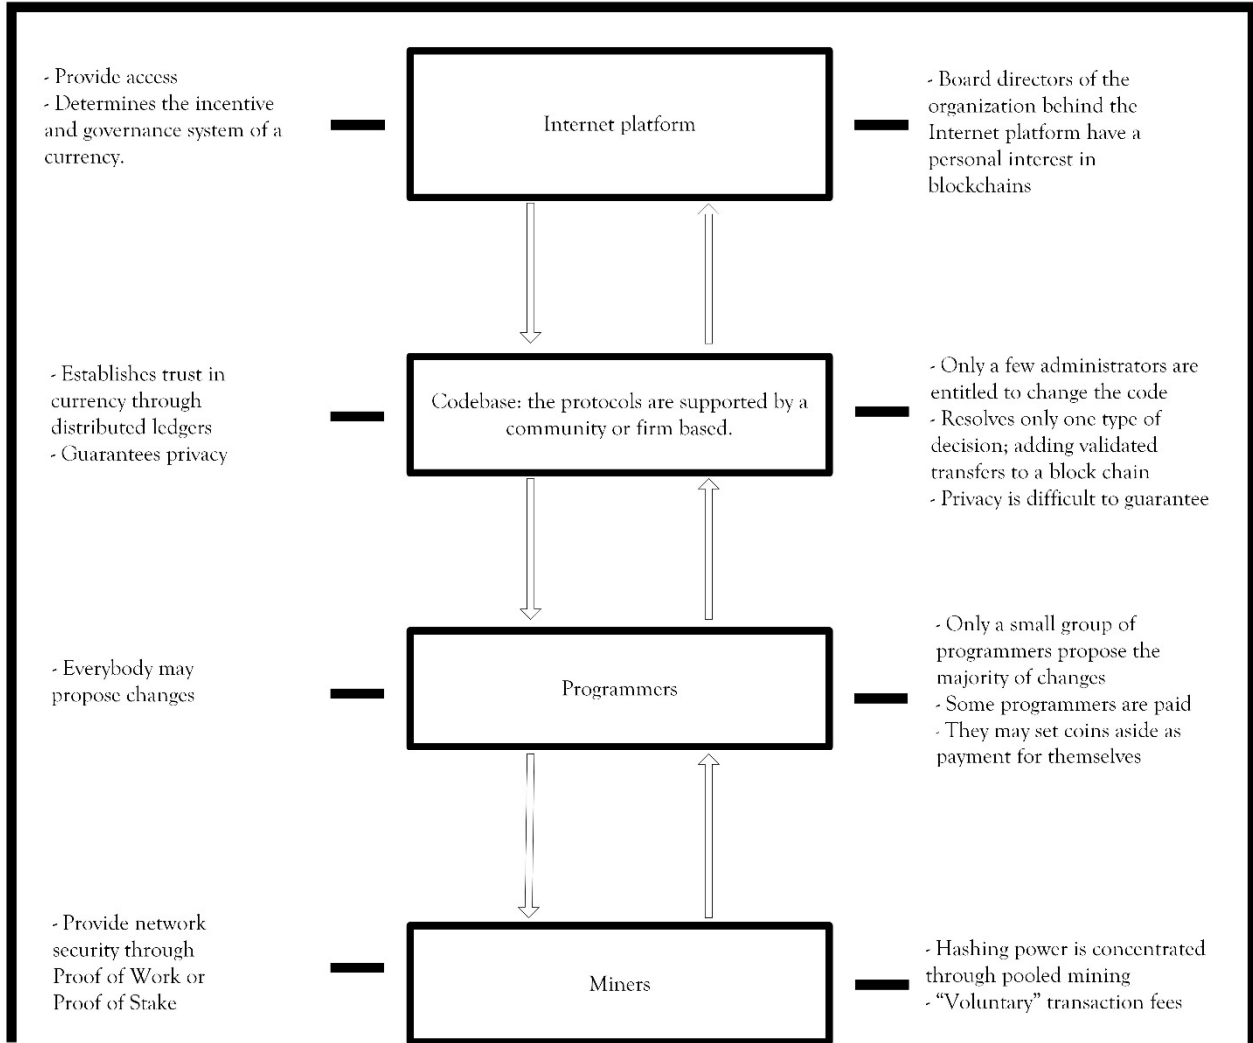 - Provide access
- Determines the incentive
and governance system of a
currency.
Internet platform
- Board directors of the
organization behind the
Internet platform have a
personal interest in
blockchains
- Establishes trust in
currency through
distributed ledgers
- Guarantees privacy
Codebase: the protocols are supported by a
community or firm based.
- Only a few administrators are
entitled to change the code
- Resolves only one type of
decision; adding validated
transfers to a block chain
- Privacy is difficult to guarantee
- Everybody may
propose changes
Programmers
- Only a small group of
programmers propose the
majority of changes
- Some programmers are paid
- They may set coins aside as
payment for themselves
- Provide network
security through
Proof of Work or
Proof of Stake
Miners
- Hashing power is concentrated
through pooled mining
- “Voluntary” transaction fees